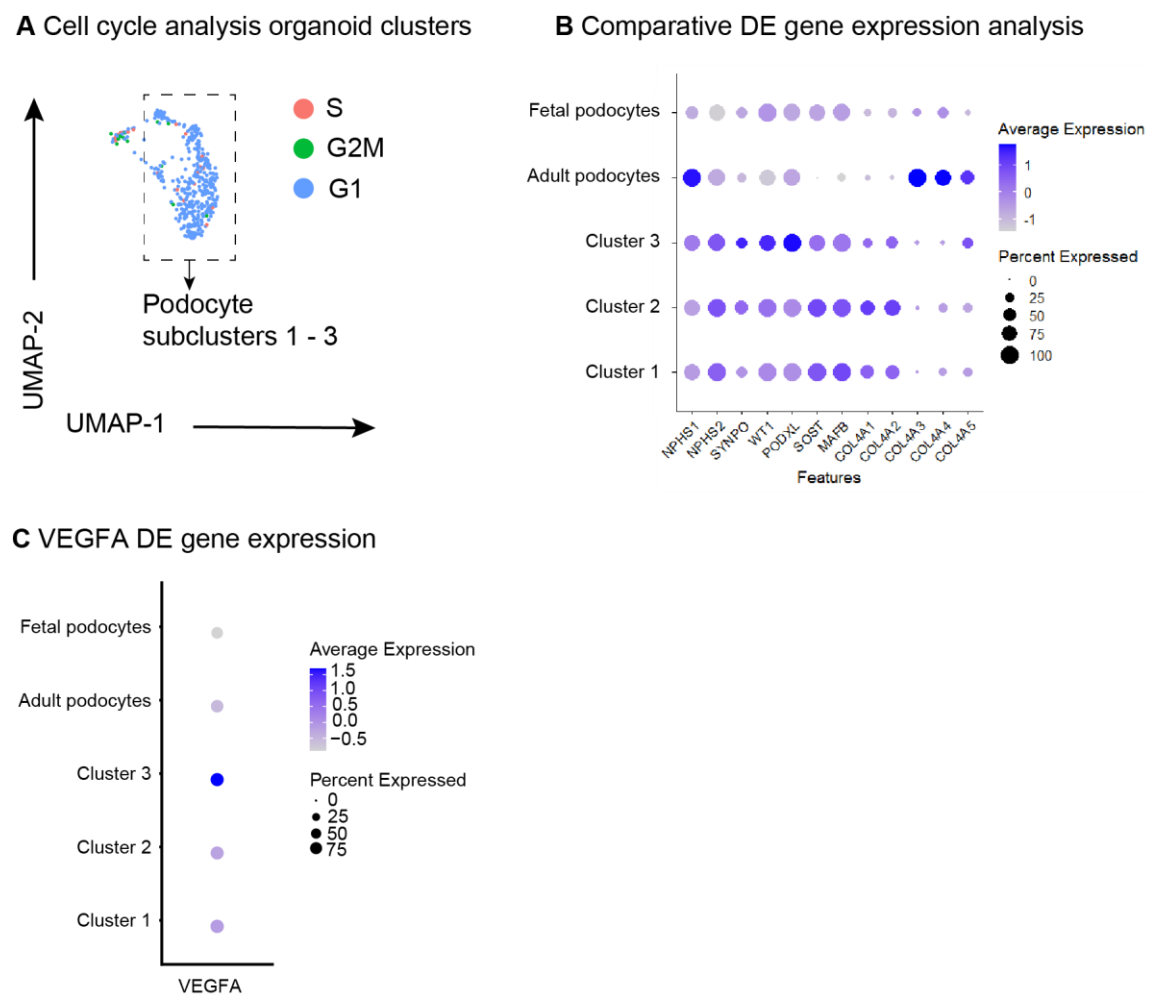 A Cell cycle analysis organoid clusters
S
G2M
G1
Podocyte
subclusters 1 - 3
UMAP-2
UMAP-1
B Comparative DE gene expression analysis
Fetal podocytes
Adult podocytes
Cluster 3
Cluster 2
Cluster 1
NPHS1
NPHS2
SYNPO
WT1
PODXL
SOST
MAFB
COL4A1
COL4A2
COL4A3
COL4A4
COL4A5
Features
Average Expression
1
0
-1
Percent Expressed
0
25
50
75
100
C VEGFA DE gene expression
Fetal podocytes
Adult podocytes
Cluster 3
Cluster 2
Cluster 1
VEGFA
Average Expression
1.5
1.0
0.5
0.0
−0.5
Percent Expressed
0
25
50
75